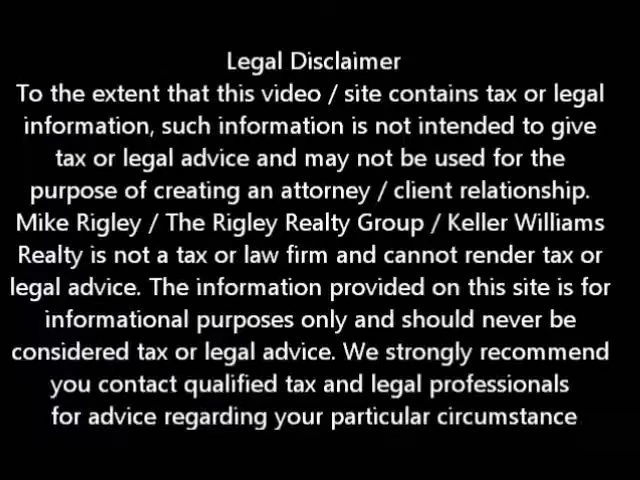 Legal Disclaimer
To the extent that this video / site contains tax or legal
information, such information is not intended to give
tax or legal advice and may not be used for the
purpose of creating an attorney / client relationship.
Mike Rigley / The Rigley Realty Group / Keller Williams
Realty is not a tax or law firm and cannot render tax or
legal advice. The information provided on this site is for
informational purposes only and should never be
considered tax or legal advice. We strongly recommend
you contact qualified tax and legal professionals
for advice regarding your particular circumstance